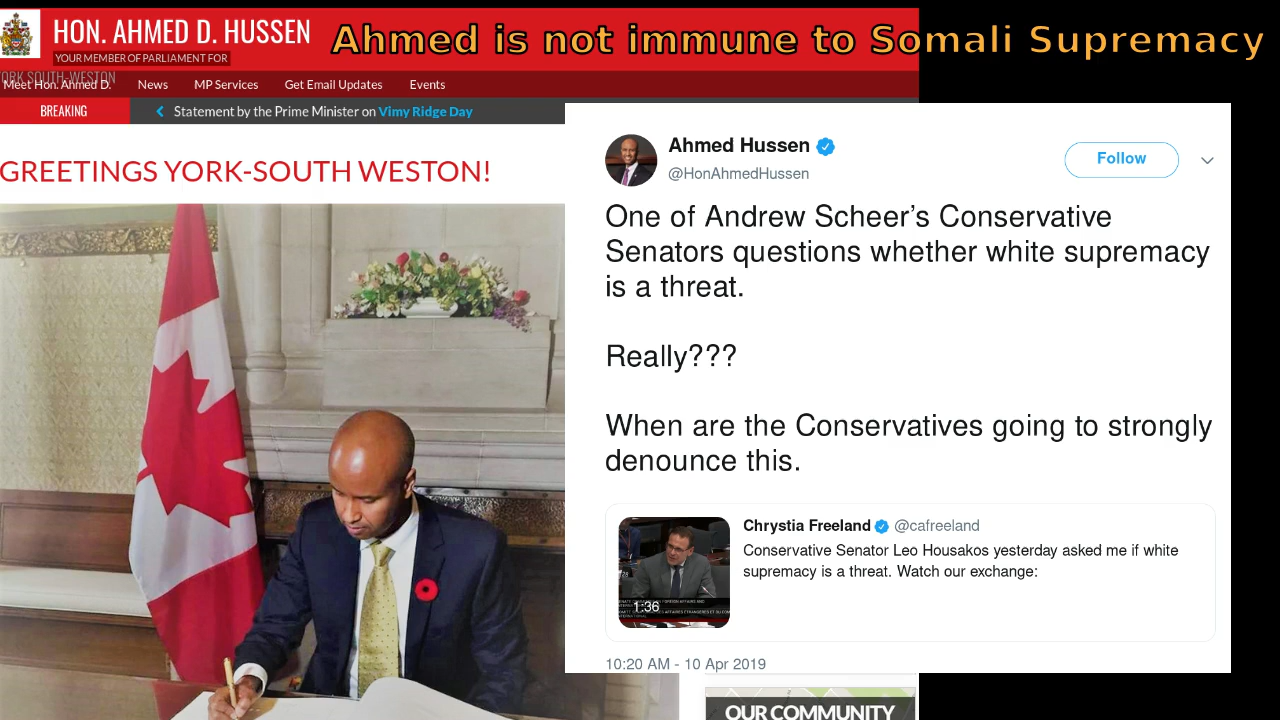 HON. AHMED D. HUSSEN
Ahmed is not immune to Somali Supremacy
YOUR MEMBER OF PARLIAMENT FOR
YORK SOUTH-WESTON
Meet Hon. Ahmed D. News MP Services Get Email Updates Events
BREAKING Statement by the Prime Minister on Vimy Ridge Day
GREETINGS YORK-SOUTH WESTON!
Ahmed Hussen
@HonAhmedHussen
Follow
One of Andrew Scheer’s Conservative
Senators questions whether white supremacy
is a threat.
Really???
When are the Conservatives going to strongly
denounce this.
Chrystia Freeland @cafreeland
Conservative Senator Leo Housakos yesterday asked me if white
supremacy is a threat. Watch our exchange:
1:36
10:20 AM - 10 Apr 2019
OUR COMMUNITY